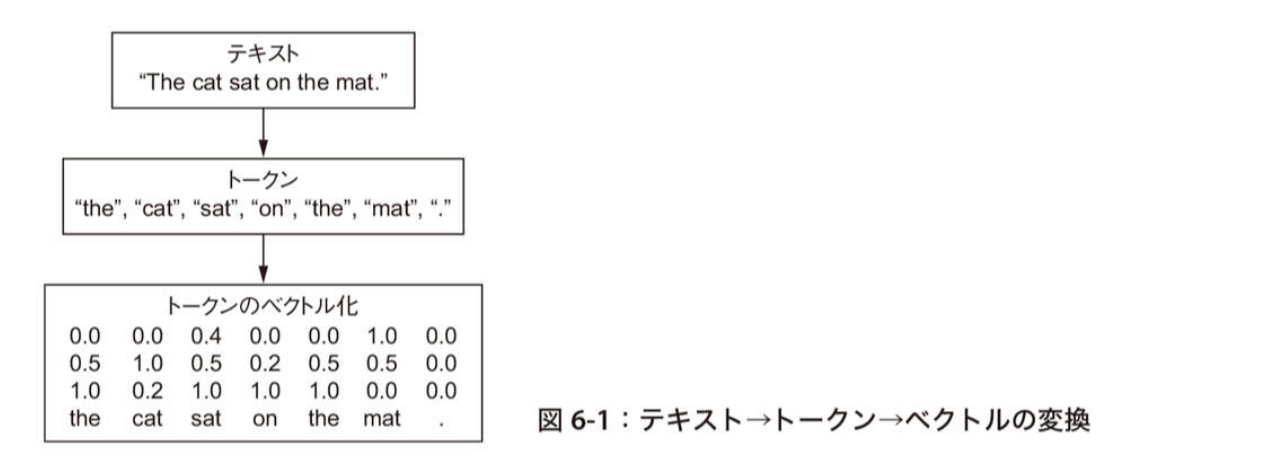 テキスト
“The cat sat on the mat.”
トークン
“the”, “cat”, “sat”, “on”, “the”, “mat”, “.”
トークンのベクトル化
0.0 0.0 0.4 0.0 0.0 1.0 0.0
0.5 1.0 0.5 0.2 0.5 0.5 0.0
1.0 0.2 1.0 1.0 1.0 0.0 0.0
the cat sat on the mat .
図 6-1：テキスト→トークン→ベクトルの変換